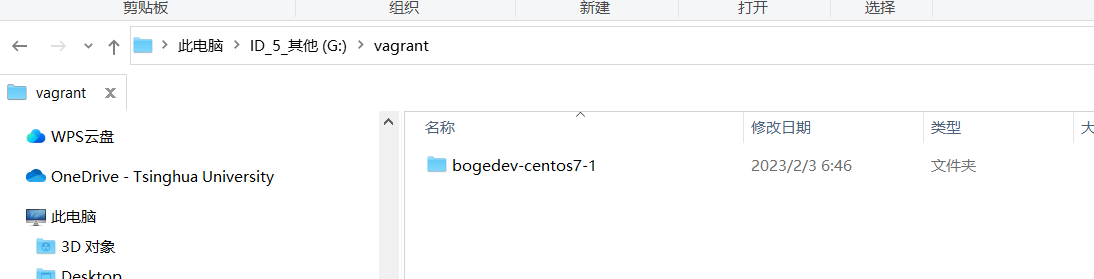 剪贴板 组织 新建 打开 选择
此电脑 ID_5_其他 (G:) vagrant
vagrant
名称 修改日期 类型 大
WPS云盘
bogedev-centos7-1 2023/2/3 6:46 文件夹
OneDrive - Tsinghua University
此电脑
3D 对象
Desktop